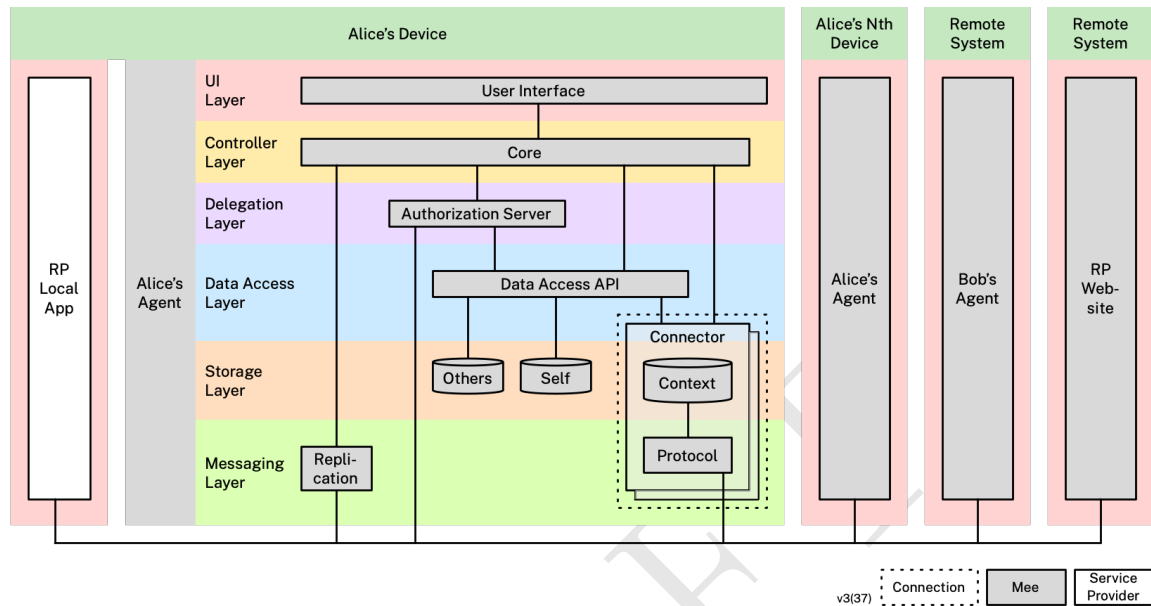 Alice's Device
Alice's Nth
Device
Remote
System
Remote
System
UI
Layer
User Interface
Controller
Layer
Core
Delegation
Layer
Authorization Server
RP
Local
App
Alice's
Agent
Data Access
Layer
Data Access API
Alice's
Agent
Bob's
Agent
RP
Web-
site
Connector
Storage
Layer
Others
Self
Context
Messaging
Layer
Repli-
cation
Protocol
v3(37)
Connection
Mee
Service
Provider